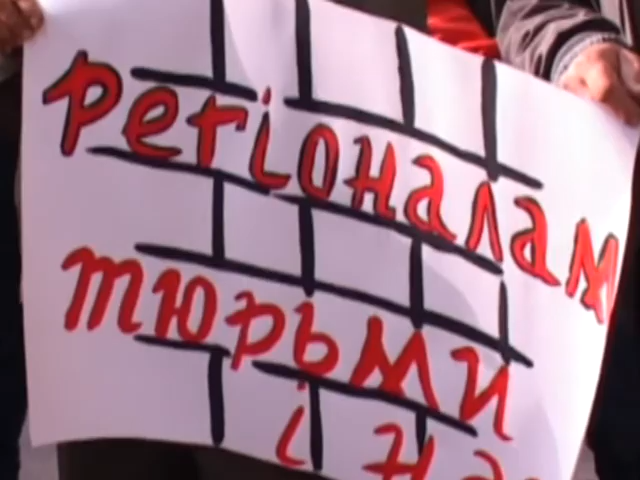 Регіоналам
тюрьми
і